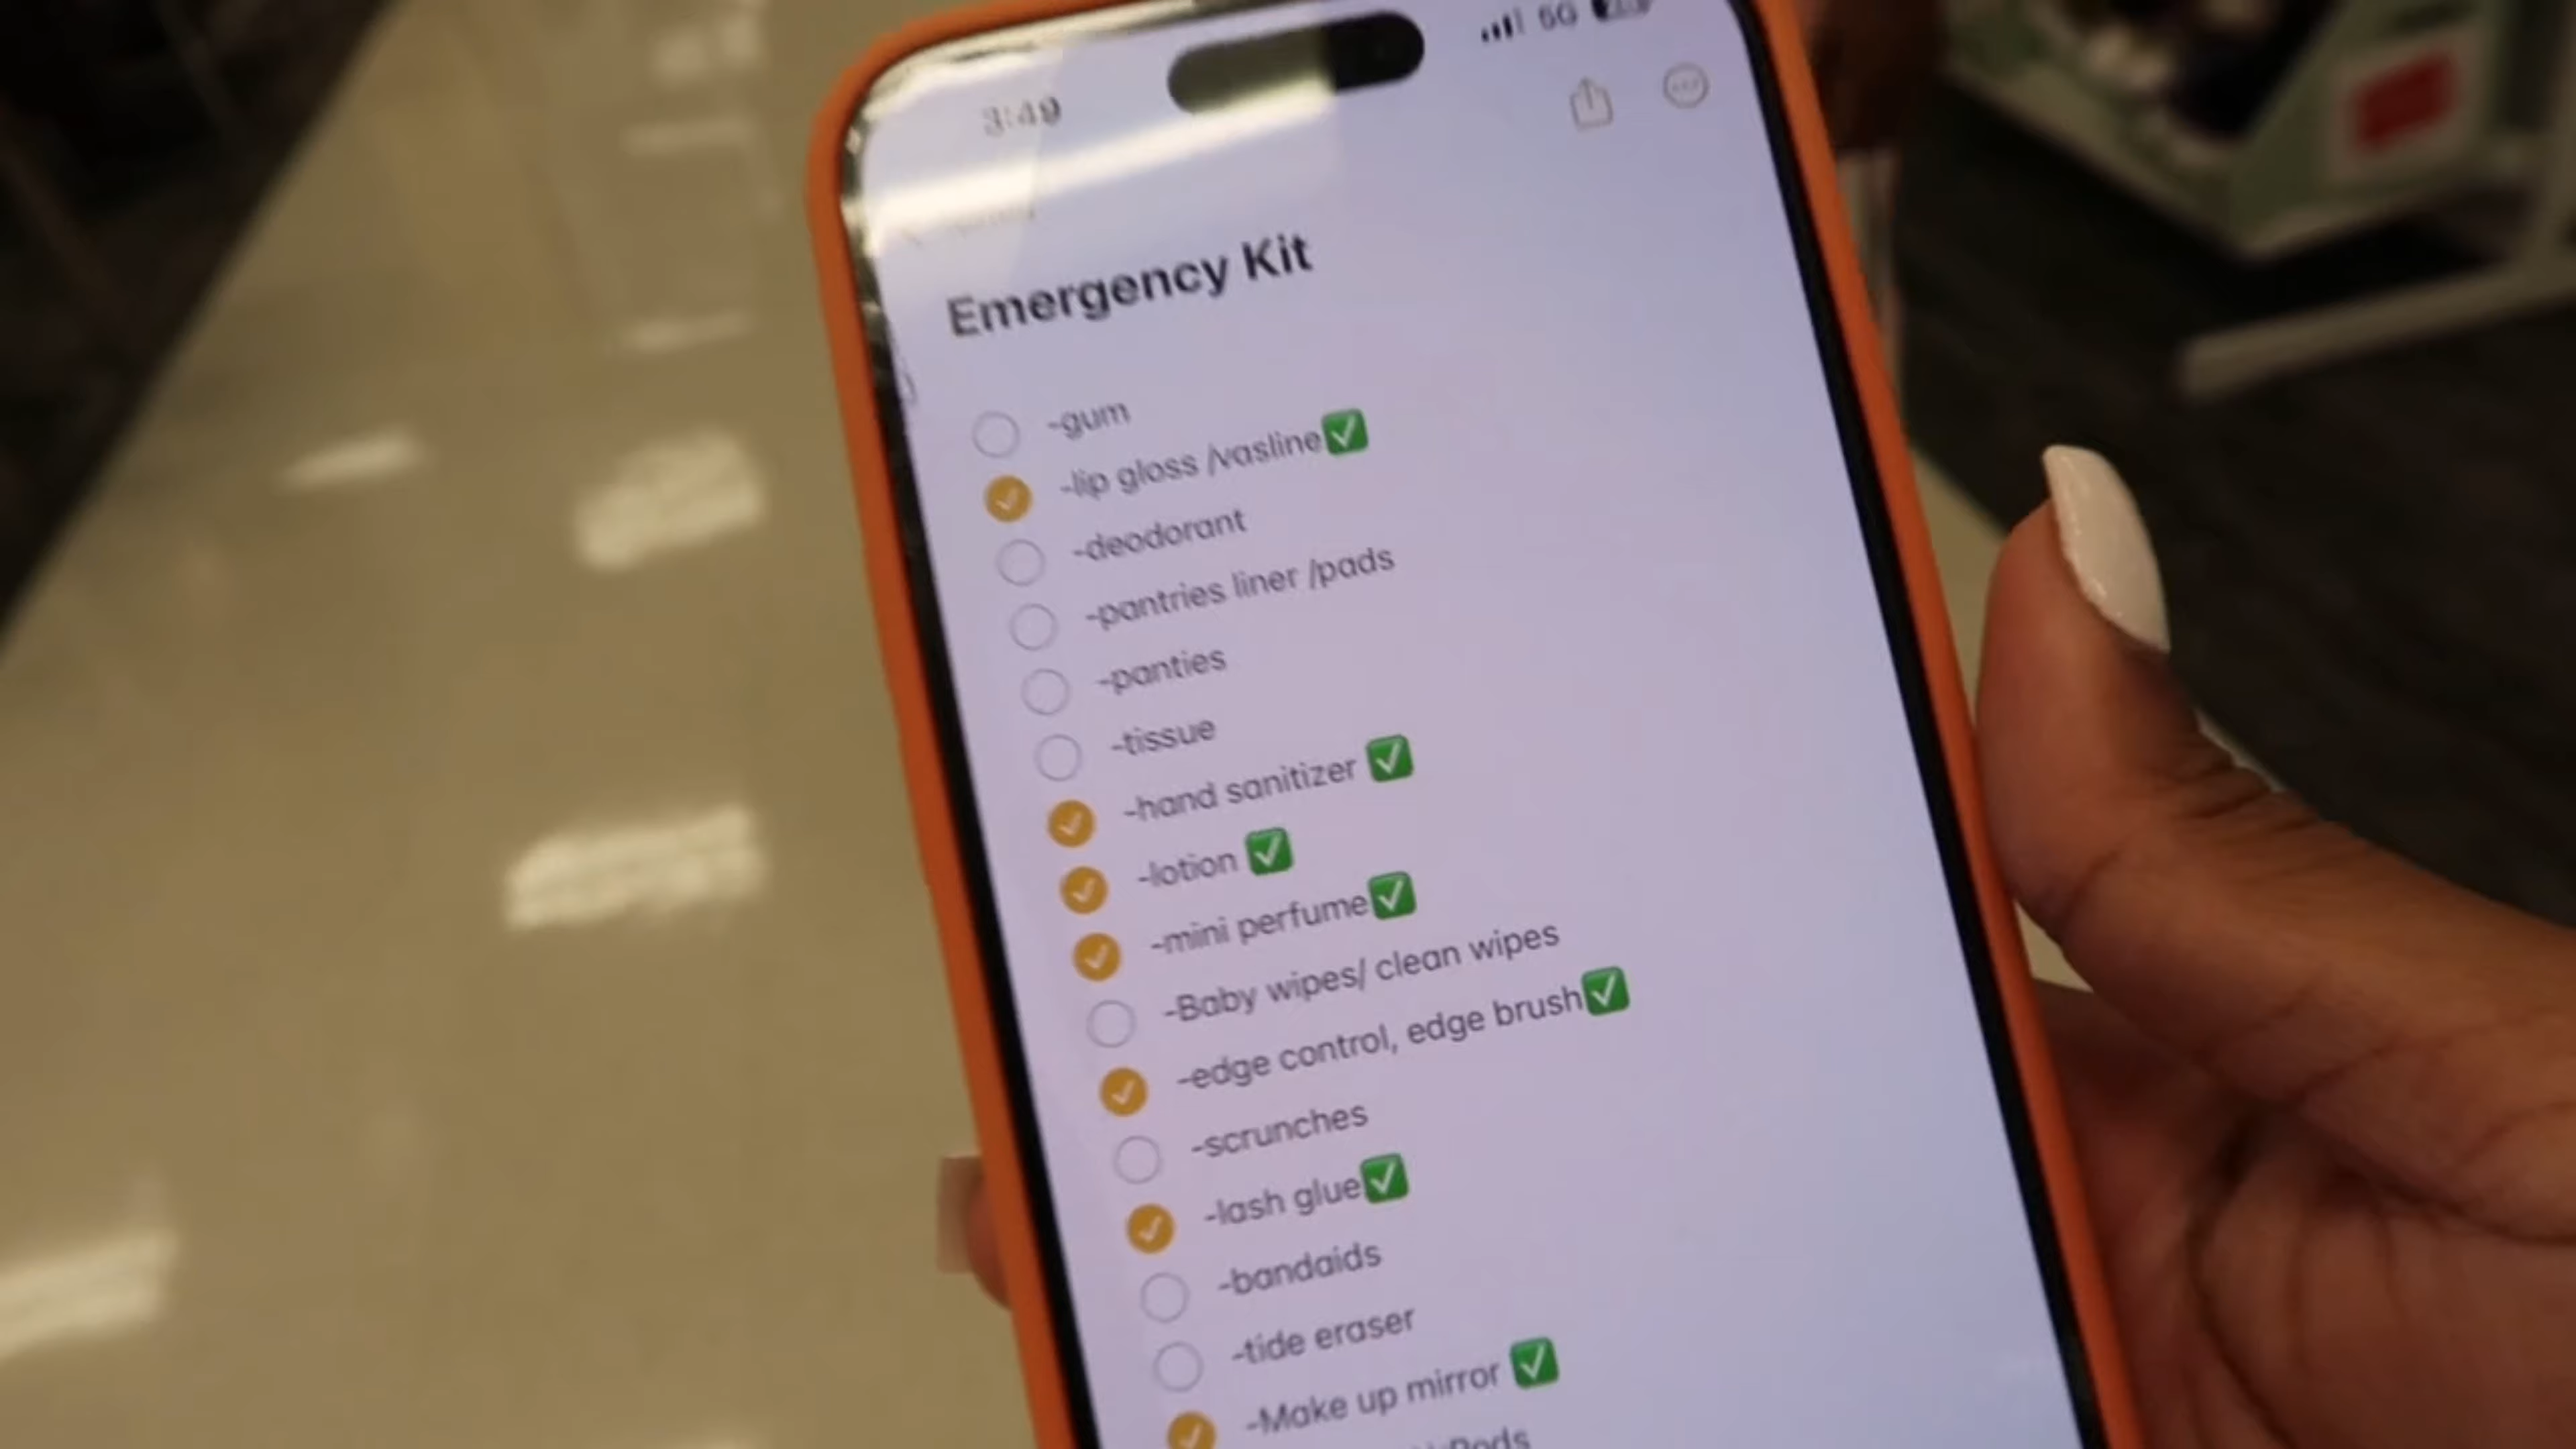 3:49
5G
Emergency Kit
-gum
-lip gloss /vasline✅
-deodorant
-pantries liner /pads
-panties
-tissue
-hand sanitizer ✅
-lotion ✅
-mini perfume✅
-Baby wipes/ clean wipes
-edge control, edge brush✅
-scrunches
-lash glue✅
-bandaids
-tide eraser
-Make up mirror ✅